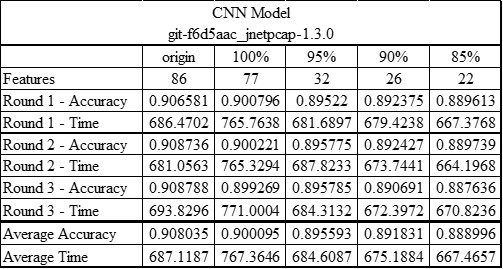 CNN Model
git-f6d5aac_jnetpcap-1.3.0
origin 100% 95% 90% 85%
Features 86 77 32 26 22
Round 1 - Accuracy 0.906581 0.900796 0.89522 0.892375 0.889613
Round 1 - Time 686.4702 765.7638 681.6897 679.4238 667.3768
Round 2 - Accuracy 0.908736 0.900221 0.895775 0.892427 0.889739
Round 2 - Time 681.0563 765.3294 687.8233 673.7441 664.1968
Round 3 - Accuracy 0.908788 0.899269 0.895785 0.890691 0.887636
Round 3 - Time 693.8296 771.0004 684.3132 672.3972 670.8236
Average Accuracy 0.908035 0.900095 0.895593 0.891831 0.888996
Average Time 687.1187 767.3646 684.6087 675.1884 667.4657